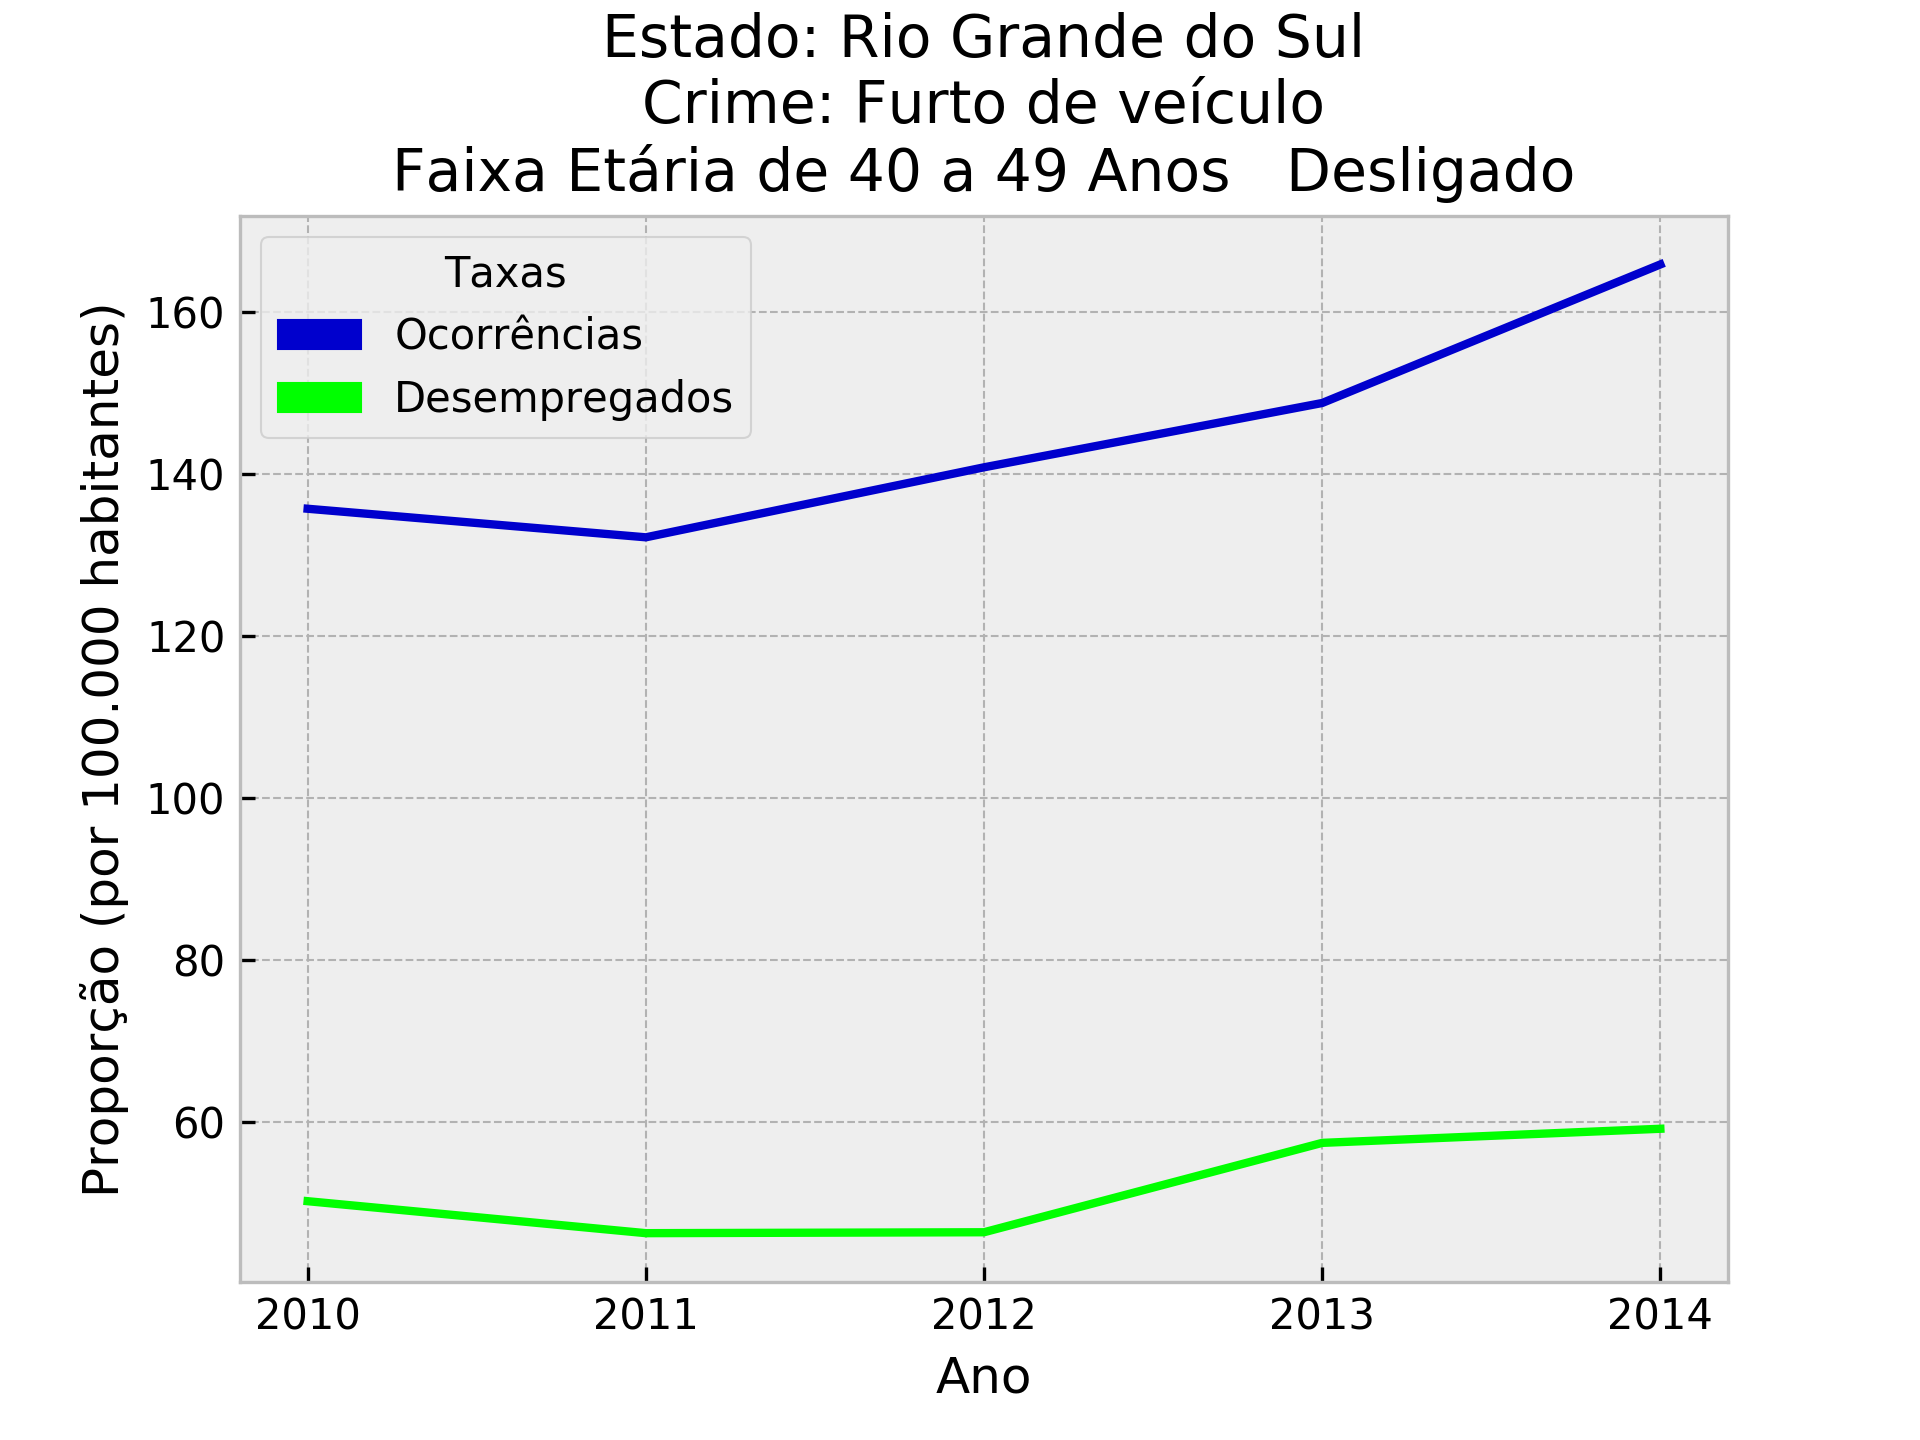 Estado: Rio Grande do Sul
Crime: Furto de veículo
Faixa Etária de 40 a 49 Anos   Desligado
Taxas
Ocorrências
Desempregados
Proporção (por 100.000 habitantes)
160
140
120
100
80
60
2010 2011 2012 2013 2014
Ano